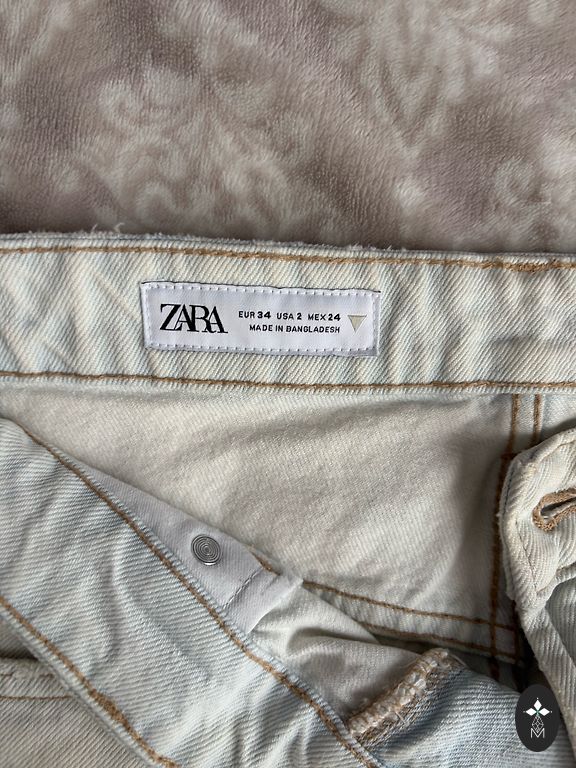 ZARA
EUR 34 USA 2 MEX 24
MADE IN BANGLADESH
M